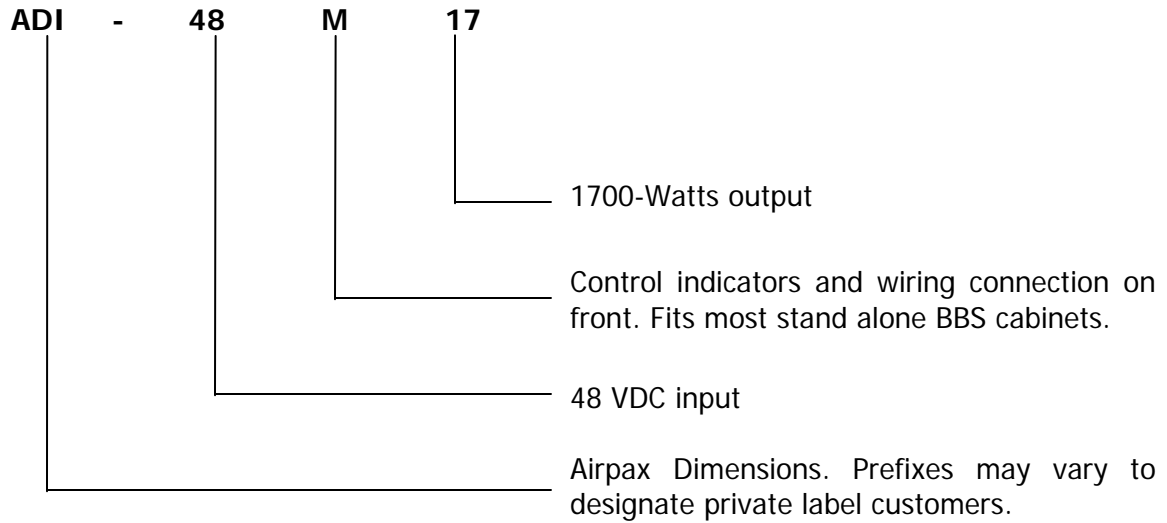 ADI - 48 M 17
1700-Watts output
Control indicators and wiring connection on
front. Fits most stand alone BBS cabinets.
48 VDC input
Airpax Dimensions. Prefixes may vary to
designate private label customers.